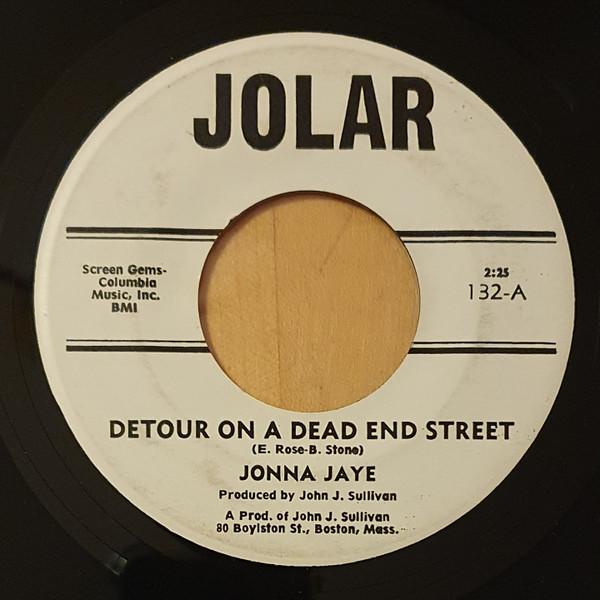 JOLAR
Screen Gems-
Columbia
Music, Inc.
BMI
2:25
132-A
DETOUR ON A DEAD END STREET
(E. Rose-B. Stone)
JONNA JAYE
Produced by John J. Sullivan
A Prod. of John J. Sullivan
80 Boylston St., Boston, Mass.